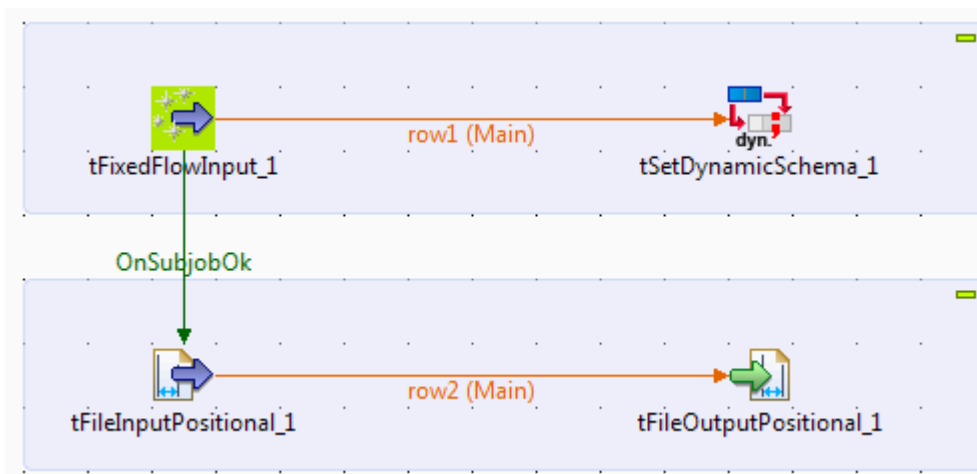 row1 (Main)
dyn.
tFixedFlowInput_1
tSetDynamicSchema_1
OnSubjobOk
row2 (Main)
tFileInputPositional_1
tFileOutputPositional_1